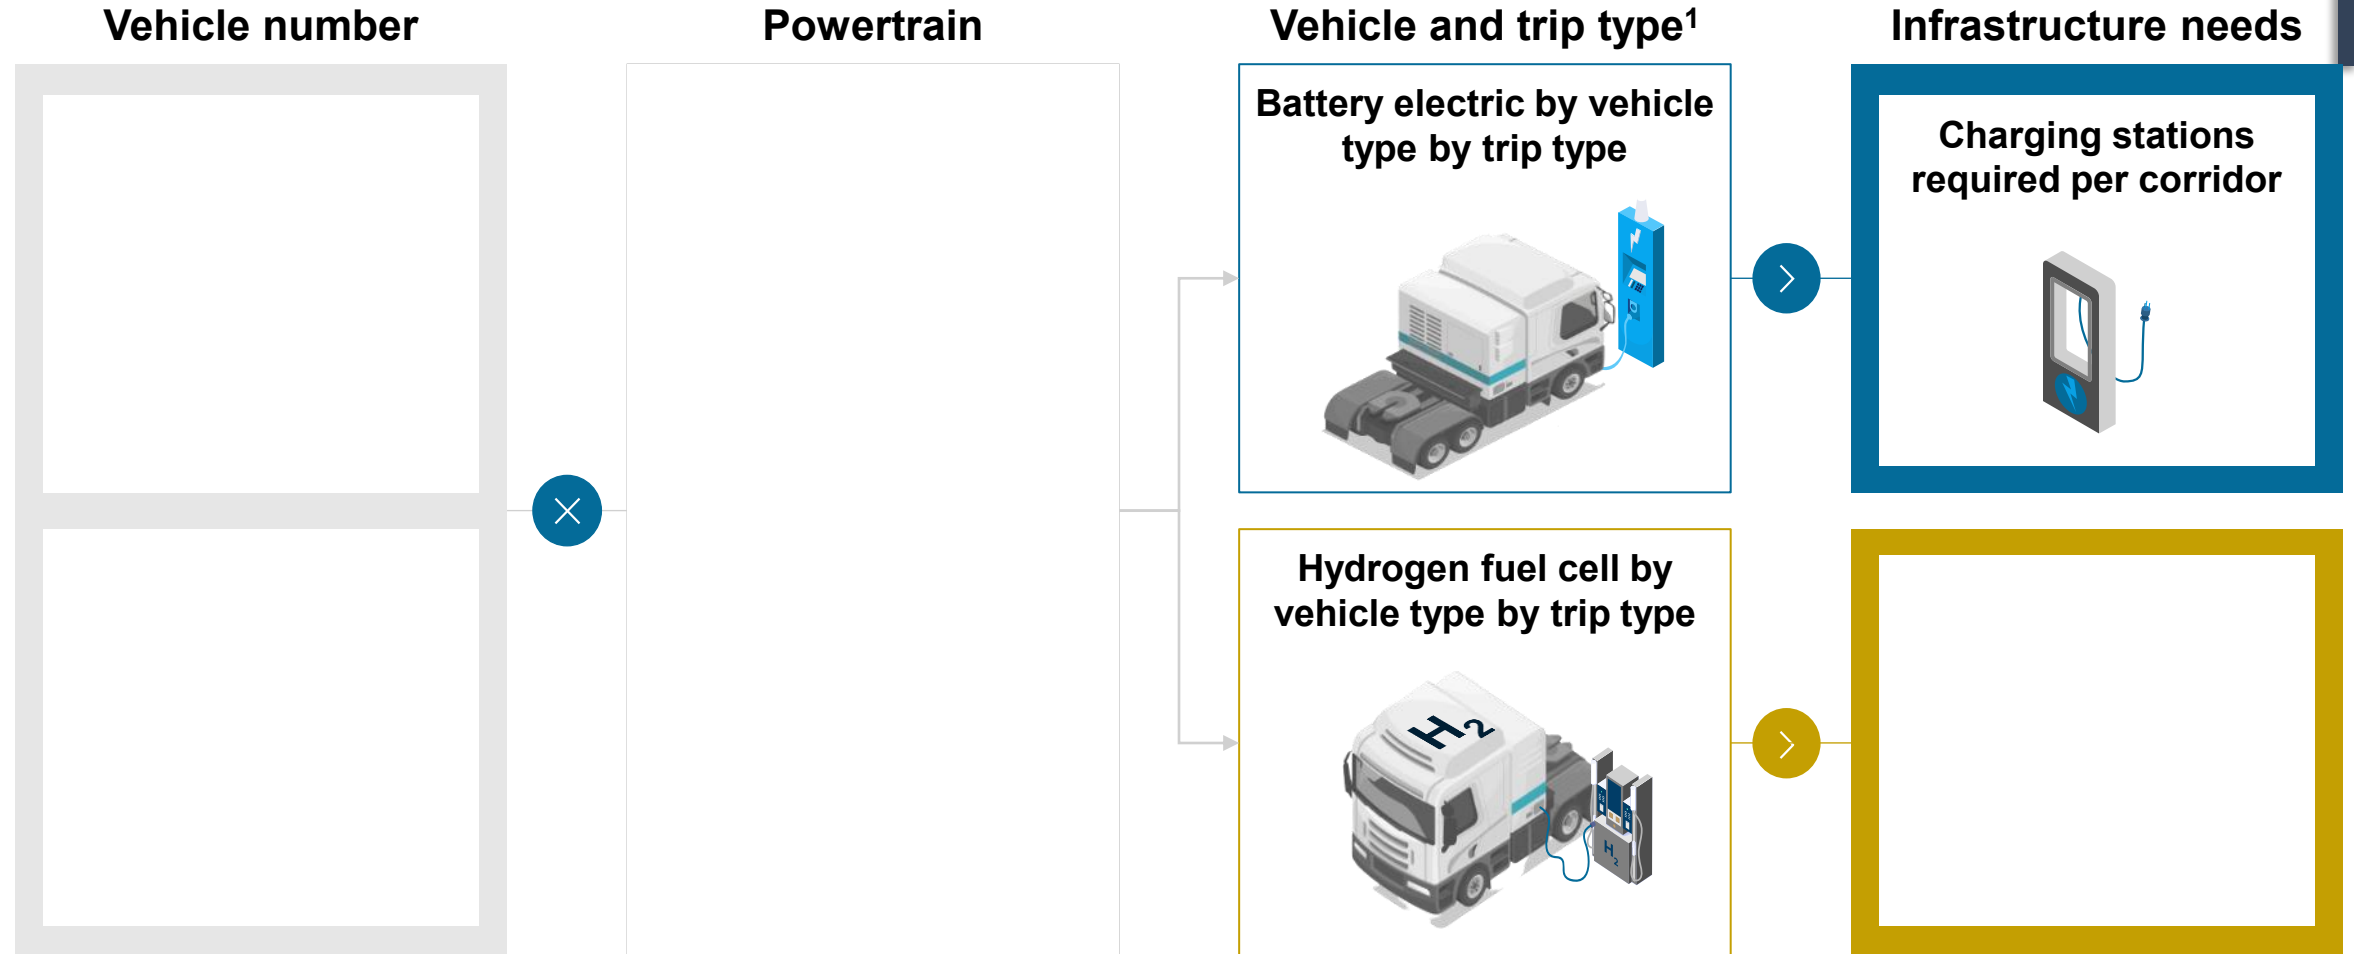 Vehicle number
Powertrain
Vehicle and trip type¹
Infrastructure needs
Battery electric by vehicle
type by trip type
Charging stations
required per corridor
Hydrogen fuel cell by
vehicle type by trip type
H2
H2